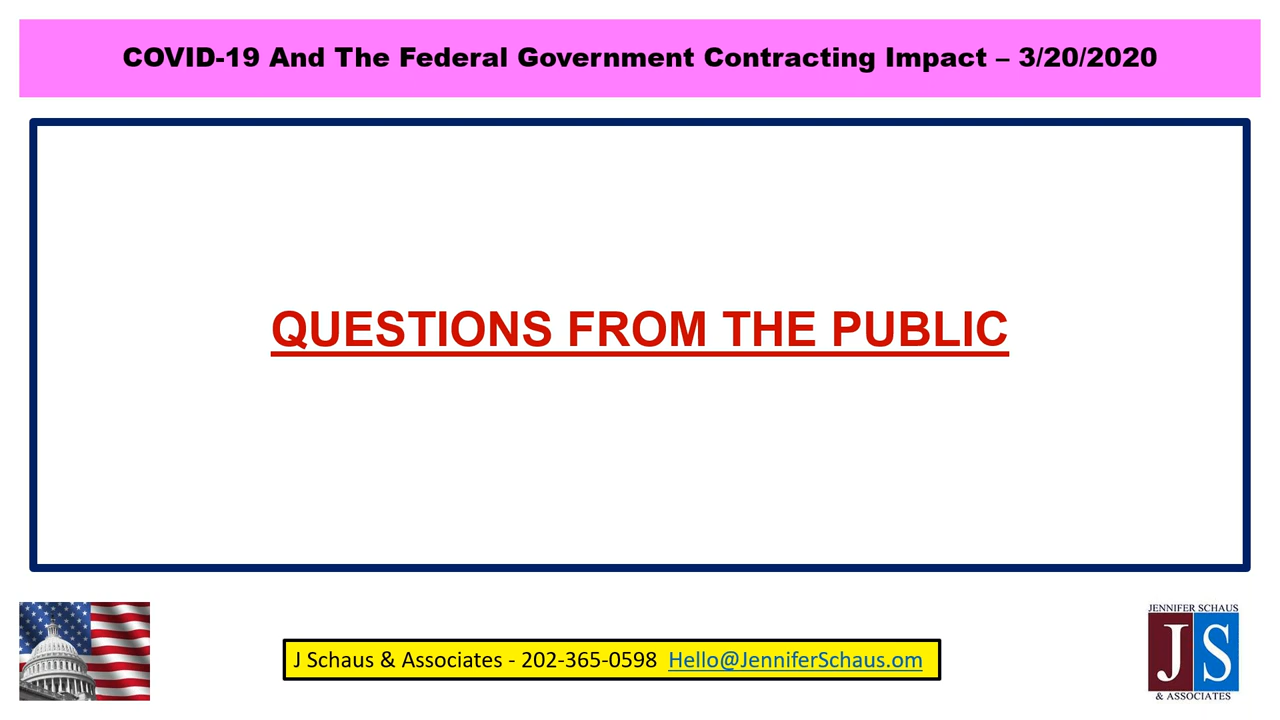 COVID-19 And The Federal Government Contracting Impact – 3/20/2020
QUESTIONS FROM THE PUBLIC
J Schaus & Associates - 202-365-0598  Hello@JenniferSchaus.om
JENNIFER SCHAUS
JS
& ASSOCIATES